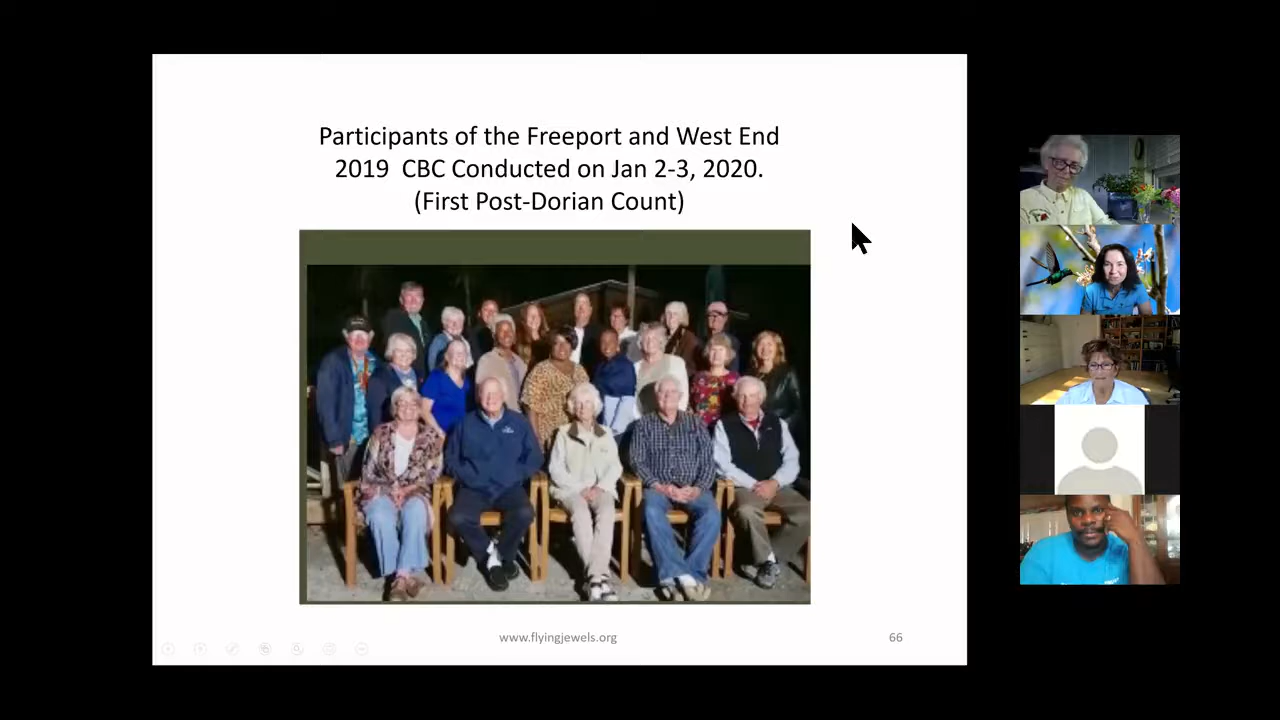 Participants of the Freeport and West End
2019 CBC Conducted on Jan 2-3, 2020.
(First Post-Dorian Count)
www.flyingjewels.org
66